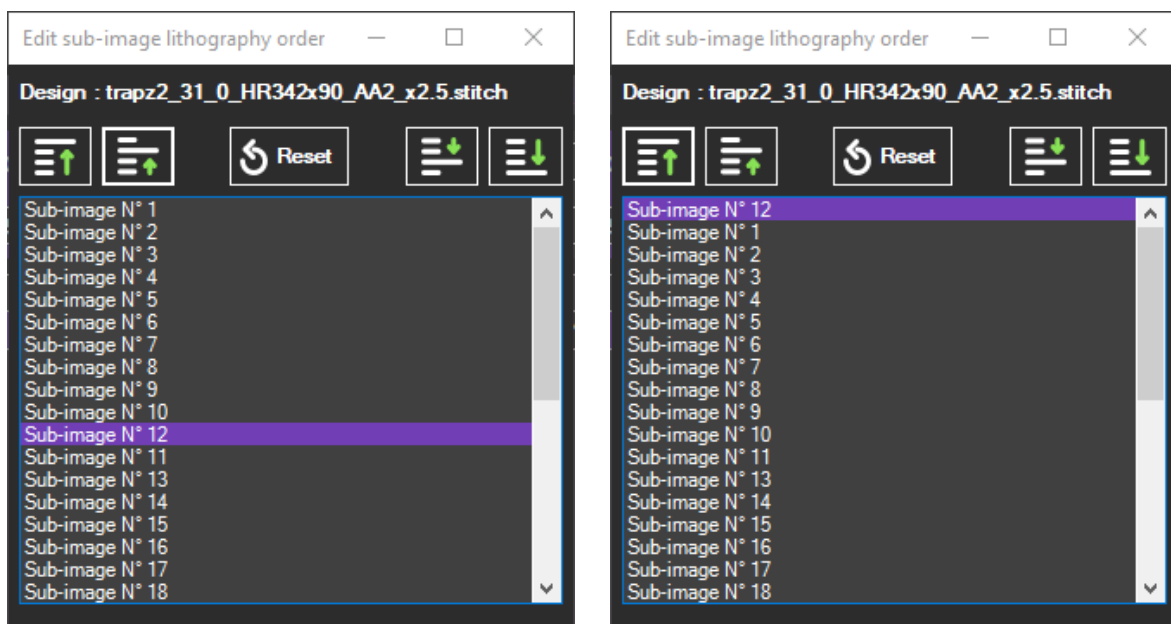 Edit sub-image lithography order
Design : trapz2_31_0_HR342x90_AA2_x2.5.stitch
Reset
Sub-image N° 1
Sub-image N° 2
Sub-image N° 3
Sub-image N° 4
Sub-image N° 5
Sub-image N° 6
Sub-image N° 7
Sub-image N° 8
Sub-image N° 9
Sub-image N° 10
Sub-image N° 12
Sub-image N° 11
Sub-image N° 13
Sub-image N° 14
Sub-image N° 15
Sub-image N° 16
Sub-image N° 17
Sub-image N° 18
Edit sub-image lithography order
Design : trapz2_31_0_HR342x90_AA2_x2.5.stitch
Reset
Sub-image N° 12
Sub-image N° 1
Sub-image N° 2
Sub-image N° 3
Sub-image N° 4
Sub-image N° 5
Sub-image N° 6
Sub-image N° 7
Sub-image N° 8
Sub-image N° 9
Sub-image N° 10
Sub-image N° 11
Sub-image N° 13
Sub-image N° 14
Sub-image N° 15
Sub-image N° 16
Sub-image N° 17
Sub-image N° 18